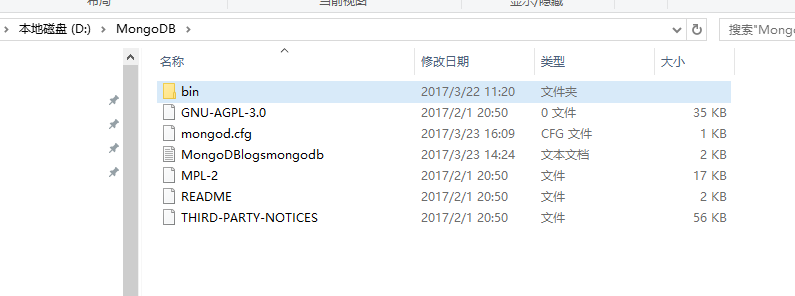 布局 当前视图 显示/隐藏
本地磁盘 (D:) MongoDB 搜索"Mongo
名称 修改日期 类型 大小
bin 2017/3/22 11:20 文件夹
GNU-AGPL-3.0 2017/2/1 20:50 0 文件 35 KB
mongod.cfg 2017/3/23 16:09 CFG 文件 1 KB
MongoDBlogsmongodb 2017/3/23 14:24 文本文档 2 KB
MPL-2 2017/2/1 20:50 文件 17 KB
README 2017/2/1 20:50 文件 2 KB
THIRD-PARTY-NOTICES 2017/2/1 20:50 文件 56 KB